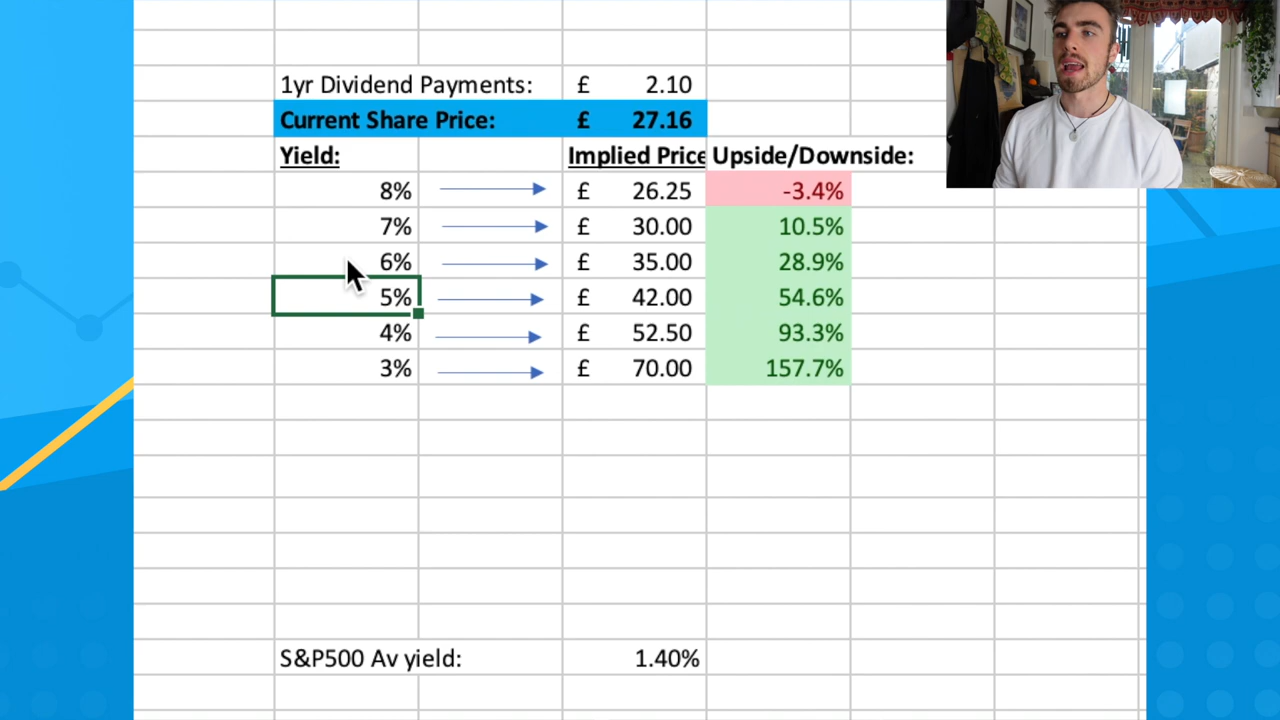 1yr Dividend Payments: £ 2.10
Current Share Price: £ 27.16
Yield: Implied Price Upside/Downside:
8% £ 26.25 -3.4%
7% £ 30.00 10.5%
6% £ 35.00 28.9%
5% £ 42.00 54.6%
4% £ 52.50 93.3%
3% £ 70.00 157.7%
S&P500 Av yield: 1.40%